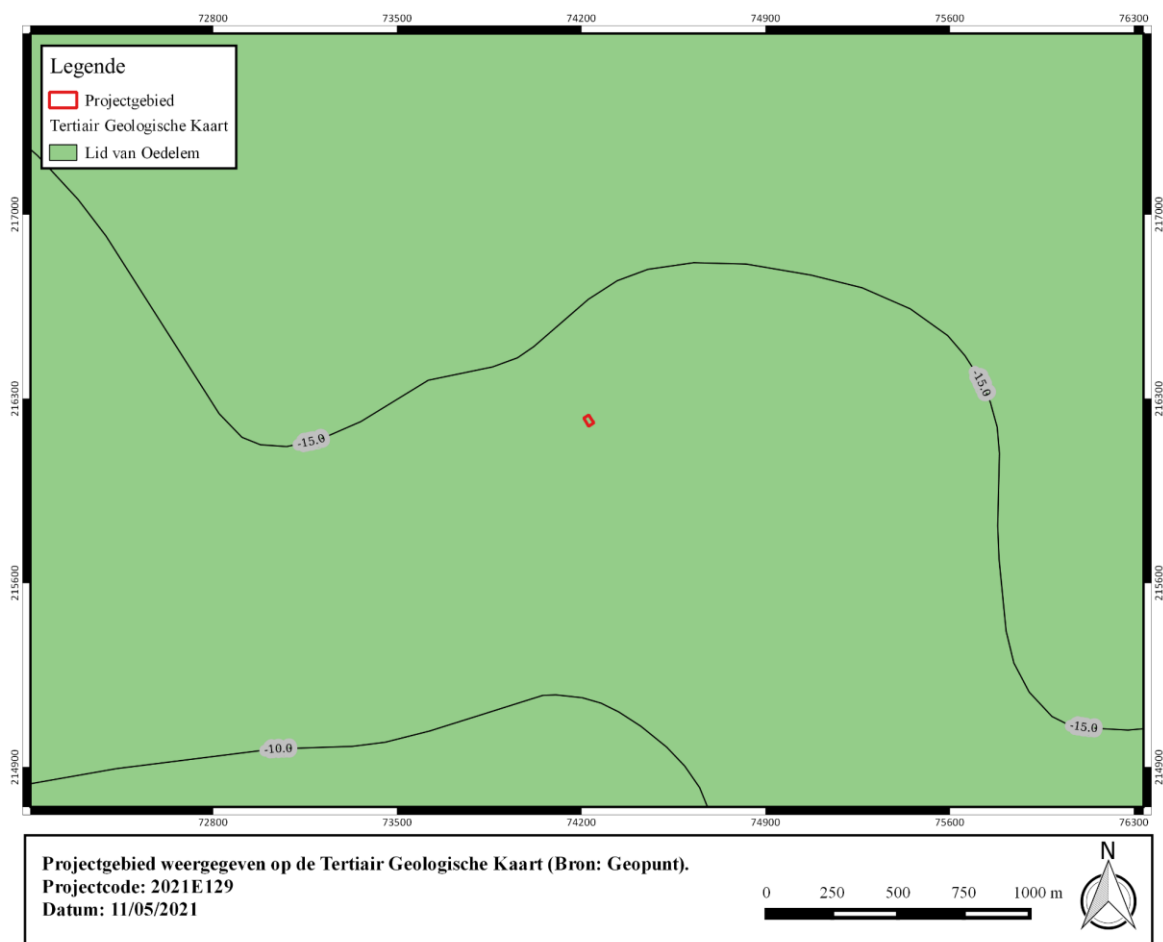 72800 73500 74200 74900 75600 76300
Legende
Projectgebied
Tertiair Geologische Kaart
Lid van Oedelem
217000 217000
-15.0
216300 216300
-15.0
215600 215600
-15.0
-10.0
214900 214900
72800 73500 74200 74900 75600 76300
Projectgebied weergegeven op de Tertiair Geologische Kaart (Bron: Geopunt).
Projectcode: 2021E129
Datum: 11/05/2021
0 250 500 750 1000 m
N